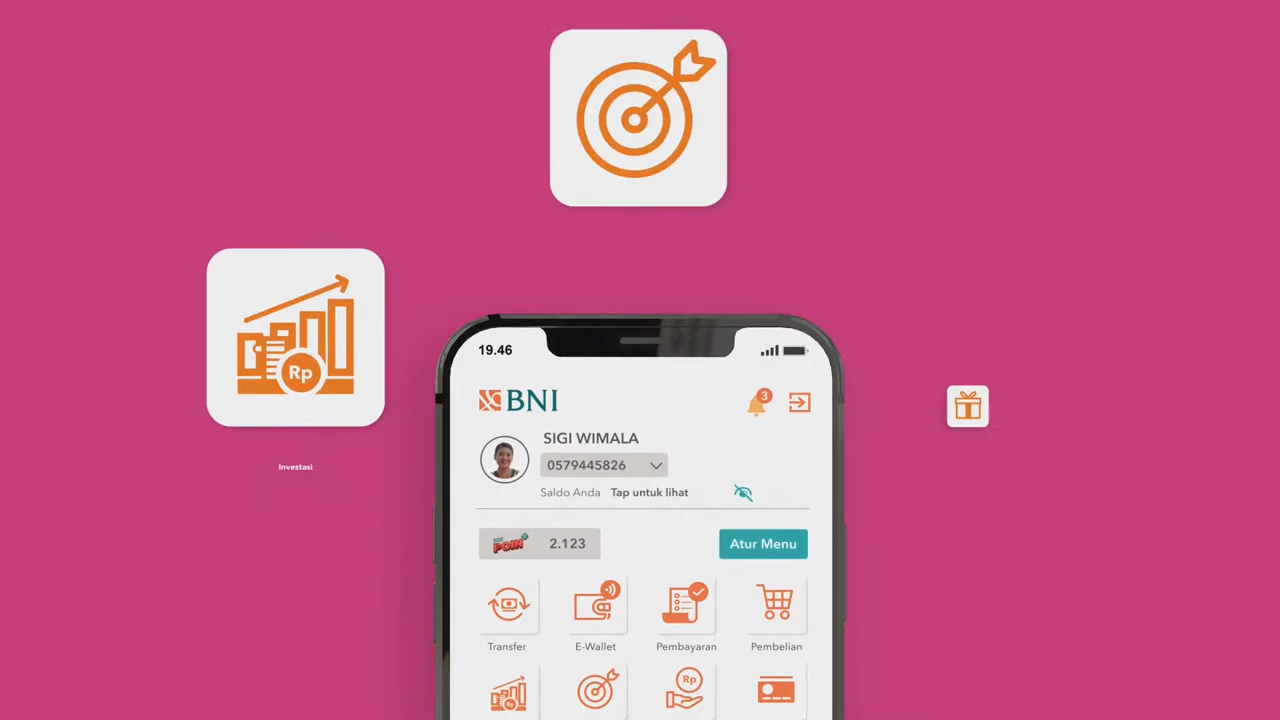 Rp
Investasi
19.46
BNI
3
SIGI WIMALA
0579445826
Saldo Anda Tap untuk lihat
POIN+ 2.123
Atur Menu
Transfer
E-Wallet
Pembayaran
Pembelian
Rp